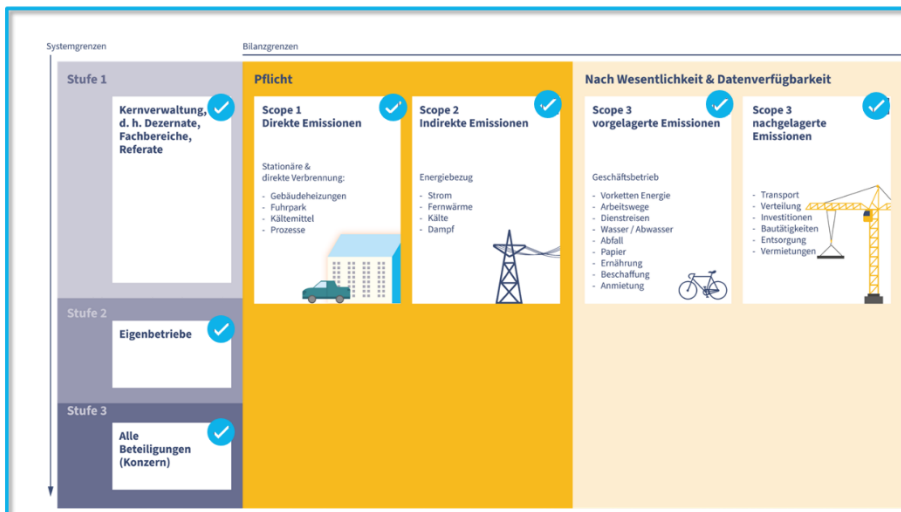 Systemgrenzen
Bilanzgrenzen
Stufe 1
Kernverwaltung,
d. h. Dezernate,
Fachbereiche,
Referate
Stufe 2
Eigenbetriebe
Stufe 3
Alle
Beteiligungen
(Konzern)
Pflicht
Scope 1
Direkte Emissionen
Stationäre &
direkte Verbrennung:
- Gebäudeheizungen
- Fuhrpark
- Kältemittel
- Prozesse
Scope 2
Indirekte Emissionen
Energiebezug
- Strom
- Fernwärme
- Kälte
- Dampf
Nach Wesentlichkeit & Datenverfügbarkeit
Scope 3
vorgelagerte Emissionen
Geschäftsbetrieb
- Vorketten Energie
- Arbeitswege
- Dienstreisen
- Wasser / Abwasser
- Abfall
- Papier
- Ernährung
- Beschaffung
- Anmietung
Scope 3
nachgelagerte
Emissionen
- Transport
- Verteilung
- Investitionen
- Bautätigkeiten
- Entsorgung
- Vermietungen